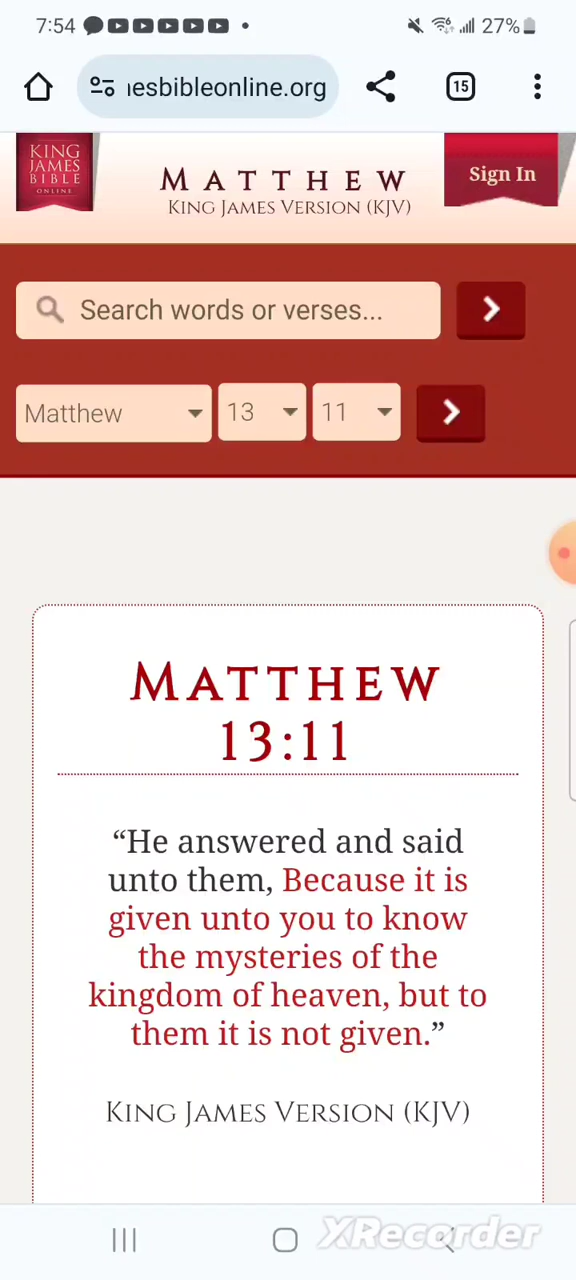 7:54 27%
nesbibleonline.org 15
KING
JAMES
BIBLE
ONLINE
MATTHEW
KING JAMES VERSION (KJV)
Sign In
Search words or verses...
Matthew 13 11
MATTHEW
13:11
“He answered and said
unto them, Because it is
given unto you to know
the mysteries of the
kingdom of heaven, but to
them it is not given.”
KING JAMES VERSION (KJV)
XRecorder